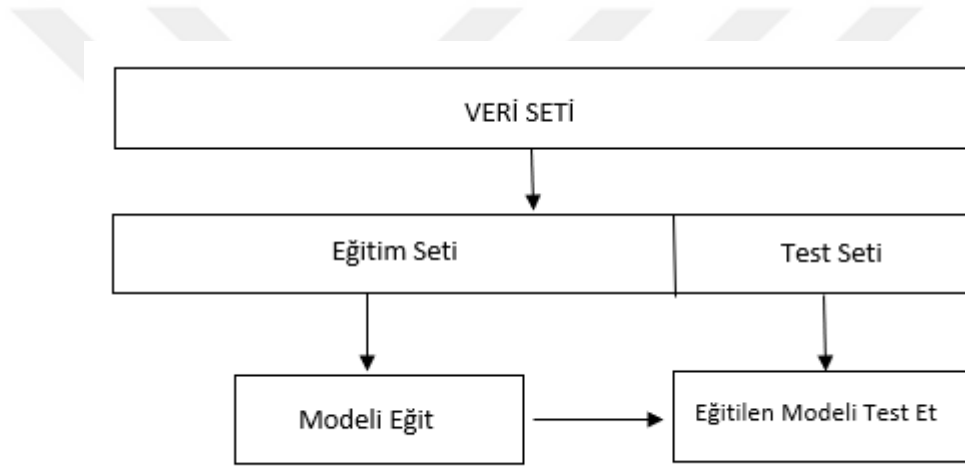 VERİ SETİ
Eğitim Seti
Test Seti
Modeli Eğit
Eğitilen Modeli Test Et